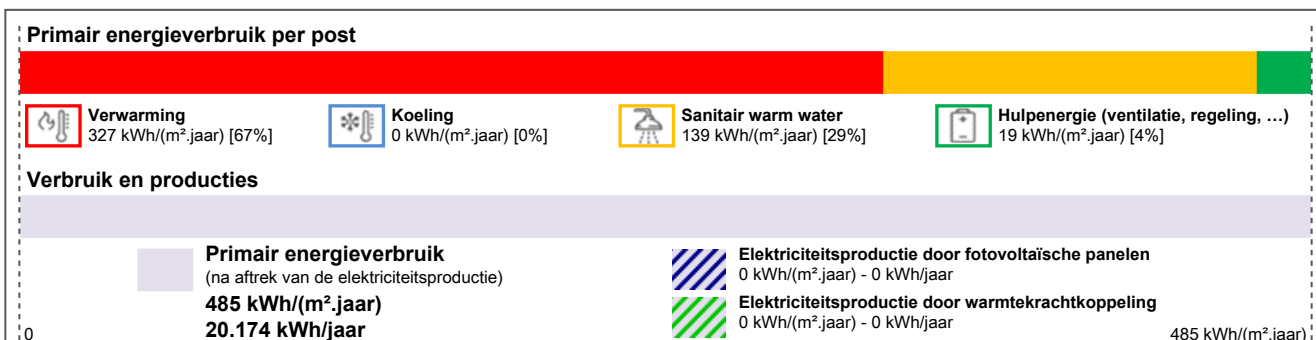 Primair energieverbruik per post
Verwarming
327 kWh/(m².jaar) [67%]
Koeling
0 kWh/(m².jaar) [0%]
Sanitair warm water
139 kWh/(m².jaar) [29%]
Hulpenergie (ventilatie, regeling, …)
19 kWh/(m².jaar) [4%]
Verbruik en producties
Primair energieverbruik
(na aftrek van de elektriciteitsproductie)
485 kWh/(m².jaar)
20.174 kWh/jaar
Elektriciteitsproductie door fotovoltaïsche panelen
0 kWh/(m².jaar) - 0 kWh/jaar
Elektriciteitsproductie door warmtekrachtkoppeling
0 kWh/(m².jaar) - 0 kWh/jaar
0
485 kWh/(m².jaar)